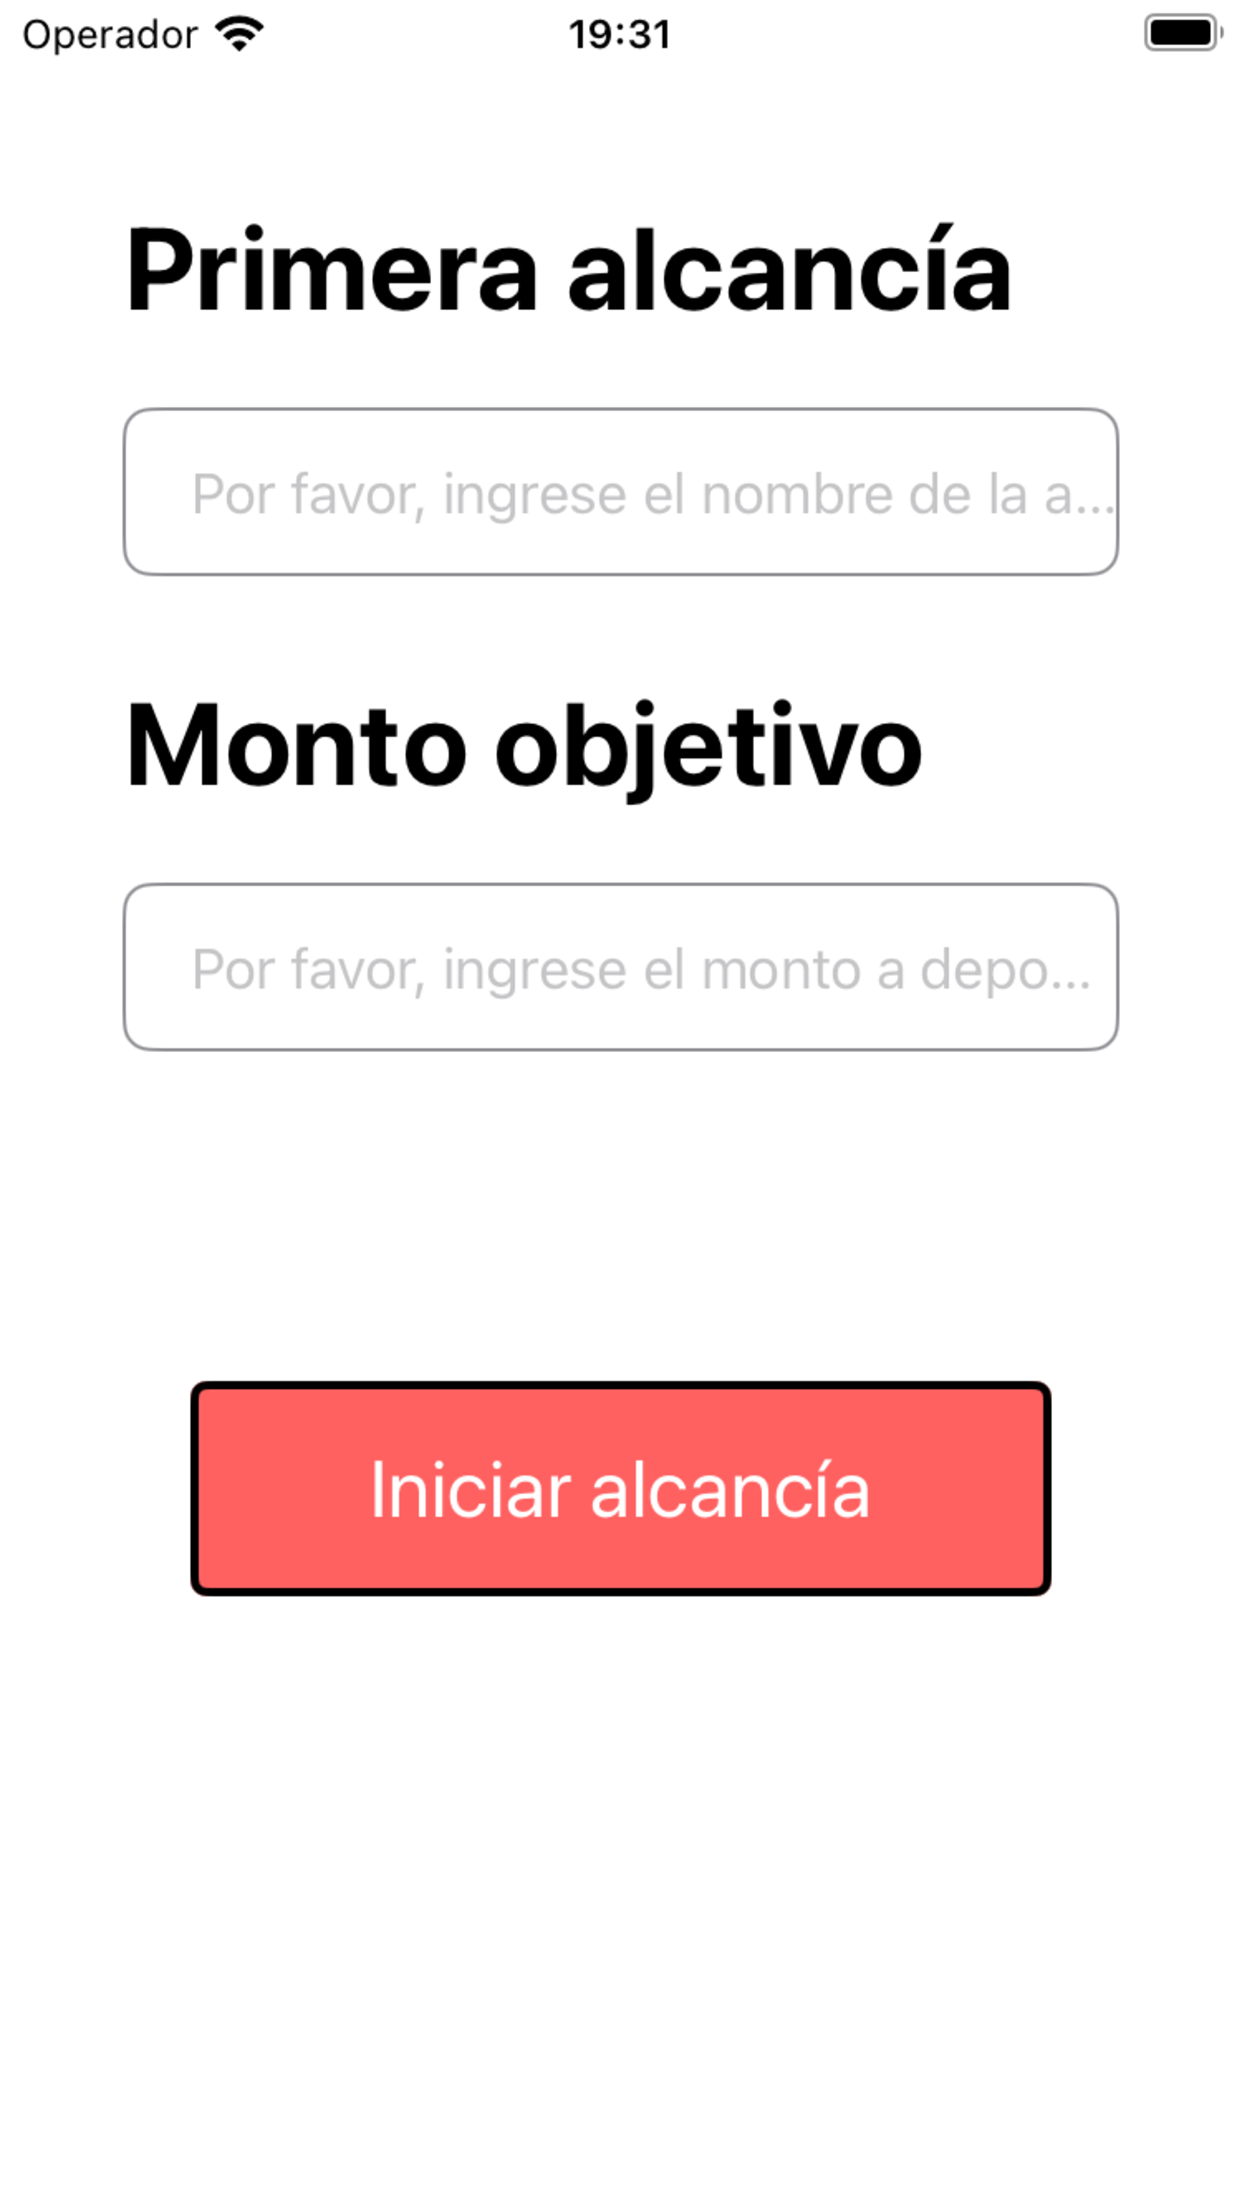 Operador 19:31
Primera alcancía
Por favor, ingrese el nombre de la a...
Monto objetivo
Por favor, ingrese el monto a depo...
Iniciar alcancía